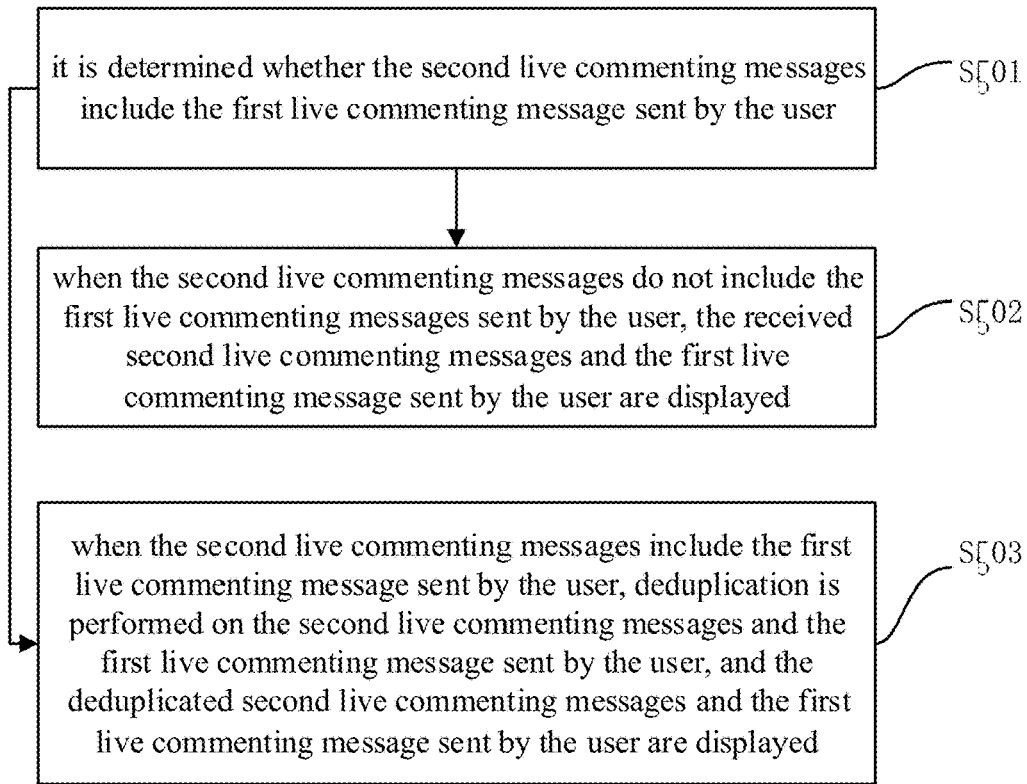 it is determined whether the second live commenting messages
include the first live commenting message sent by the user
S501
when the second live commenting messages do not include the
first live commenting messages sent by the user, the received
second live commenting messages and the first live
commenting message sent by the user are displayed
S502
when the second live commenting messages include the first
live commenting message sent by the user, deduplication is
performed on the second live commenting messages and the
first live commenting message sent by the user, and the
deduplicated second live commenting messages and the first
live commenting message sent by the user are displayed
S503